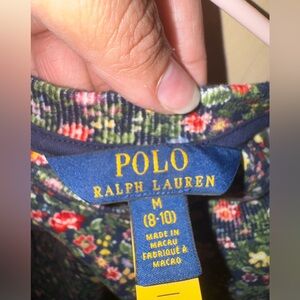 POLO
RALPH LAUREN
M
(8-10)
MADE IN
MACAU
FABRIQUÉ À
MACAO